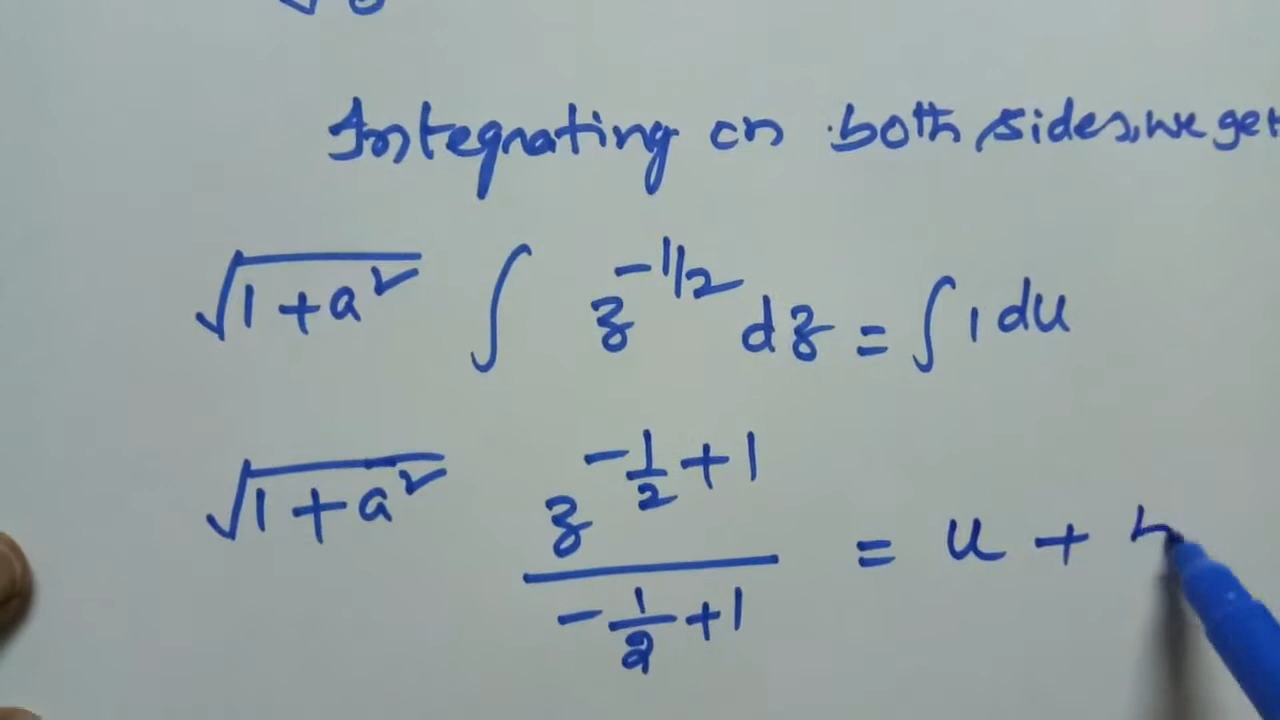 Integrating on both sides, we get
√(1+a²) ∫ z^(-1/2) dz = ∫ 1 du
√(1+a²) z^(-1/2+1) / (-1/2+1) = u +